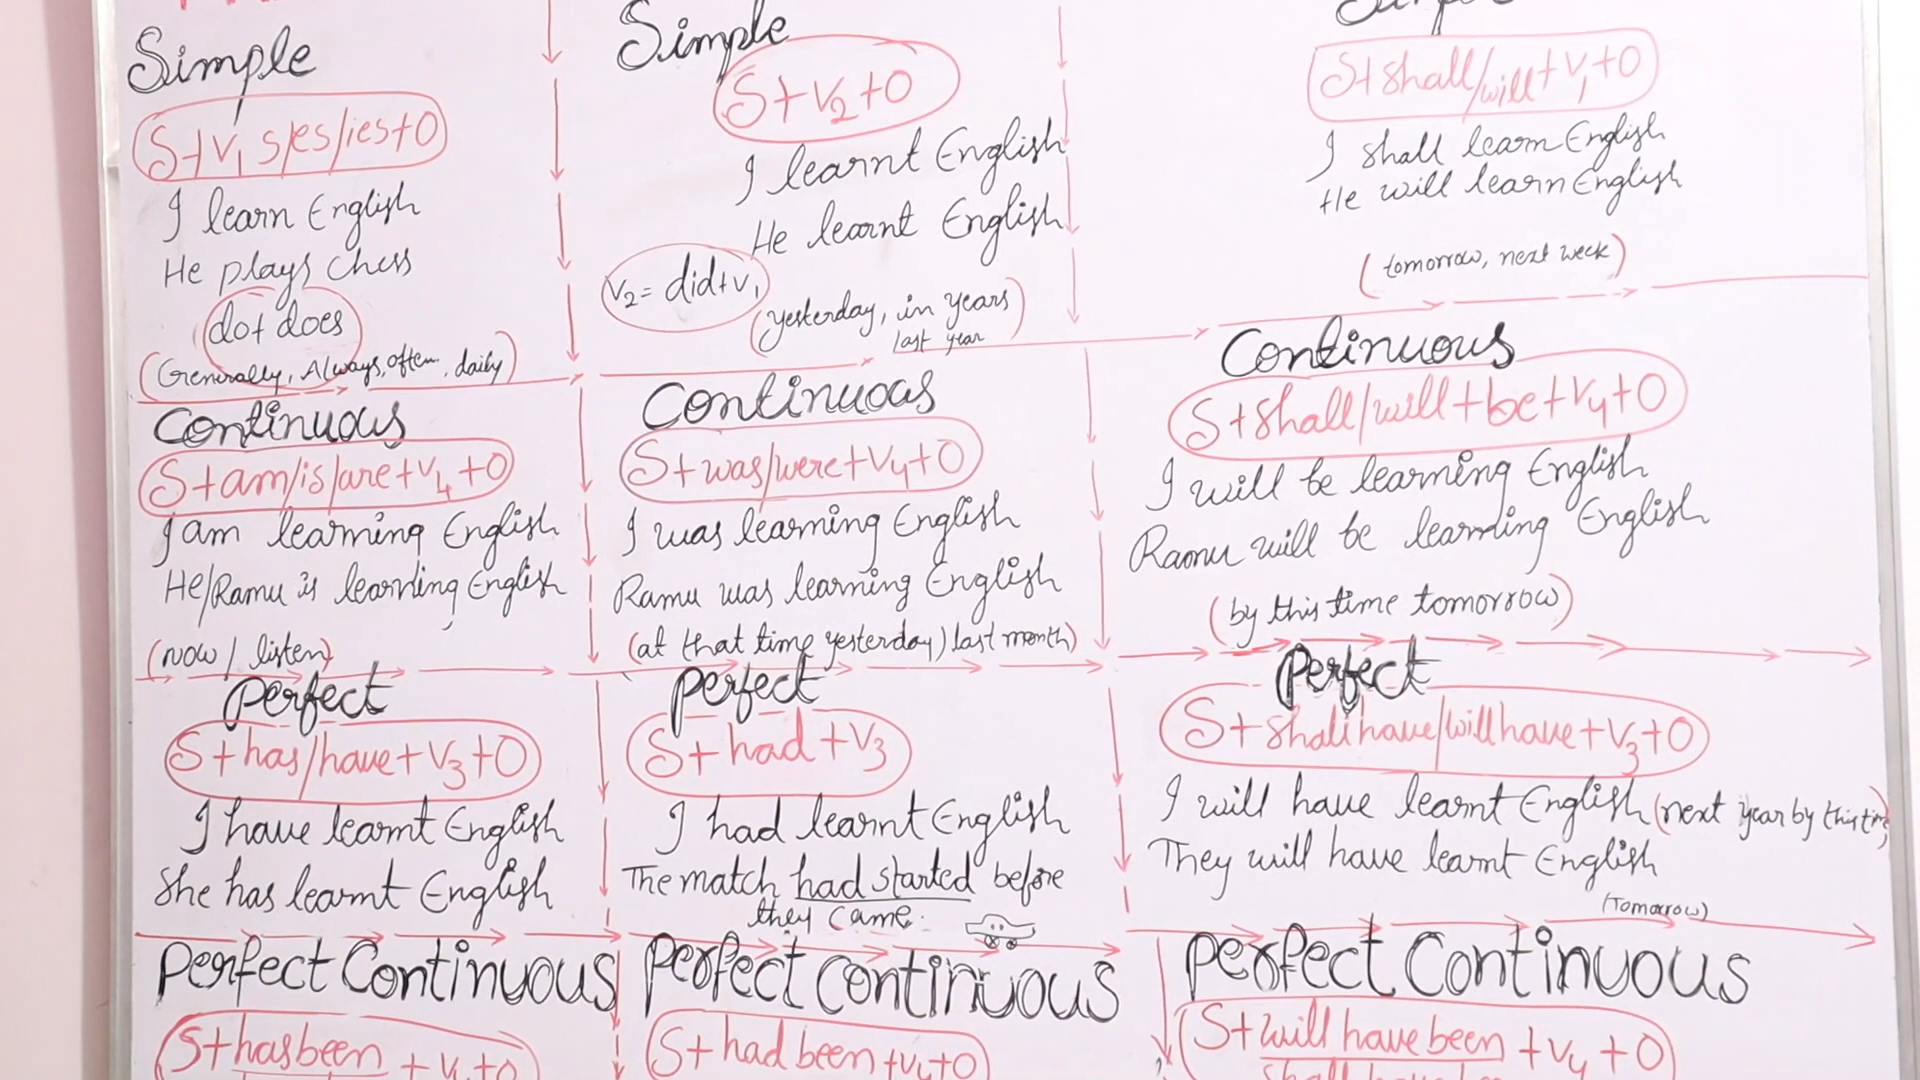 Simple
S+V1 s/es/ies+O
I learn English
He plays chess
do+does
(Generally, Always, often, daily)
Continuous
S+am/is/are+V4+O
I am learning English
He/Ramu is learning English
(now / listen)
Perfect
S+has/have+V3+O
I have learnt English
She has learnt English
Perfect Continuous
S+has been + V4+O
Simple
S+V2+O
I learnt English
He learnt English
V2= did+V1
(yesterday, in years)
last year
Continuous
S+was/were+V4+O
I was learning English
Ramu was learning English
(at that time yesterday) last month)
Perfect
S+had+V3
I had learnt English
The match had started before
they came.
Perfect Continuous
S+had been+V4+O
S+shall/will+V1+O
I shall learn English
He will learn English
(tomorrow, next week)
Continuous
S+shall/will+be+V4+O
I will be learning English
Ramu will be learning English
(by this time tomorrow)
Perfect
S+shall have/will have+V3+O
I will have learnt English (next year by this time
They will have learnt English
(Tomorrow)
Perfect Continuous
S+will have been +V4+O